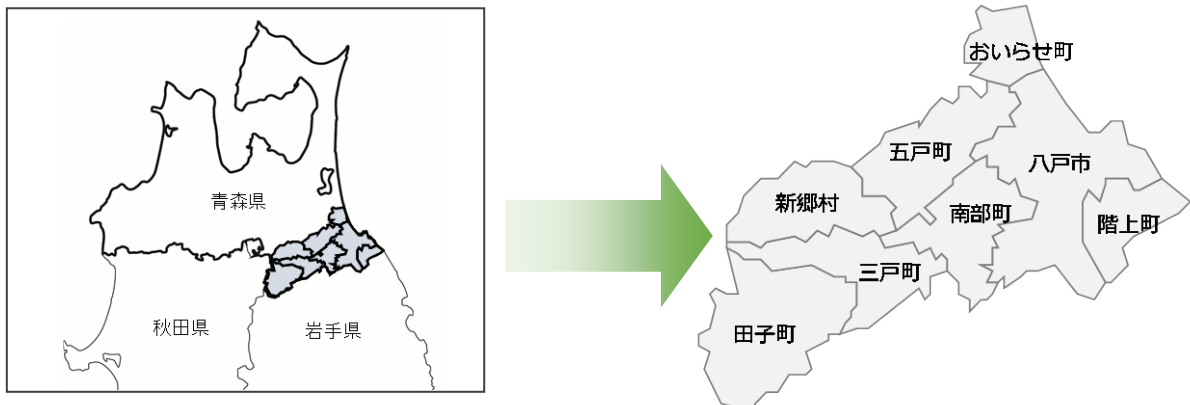 青森県
秋田県
岩手県
おいらせ町
五戸町
八戸市
新郷村
南部町
階上町
三戸町
田子町